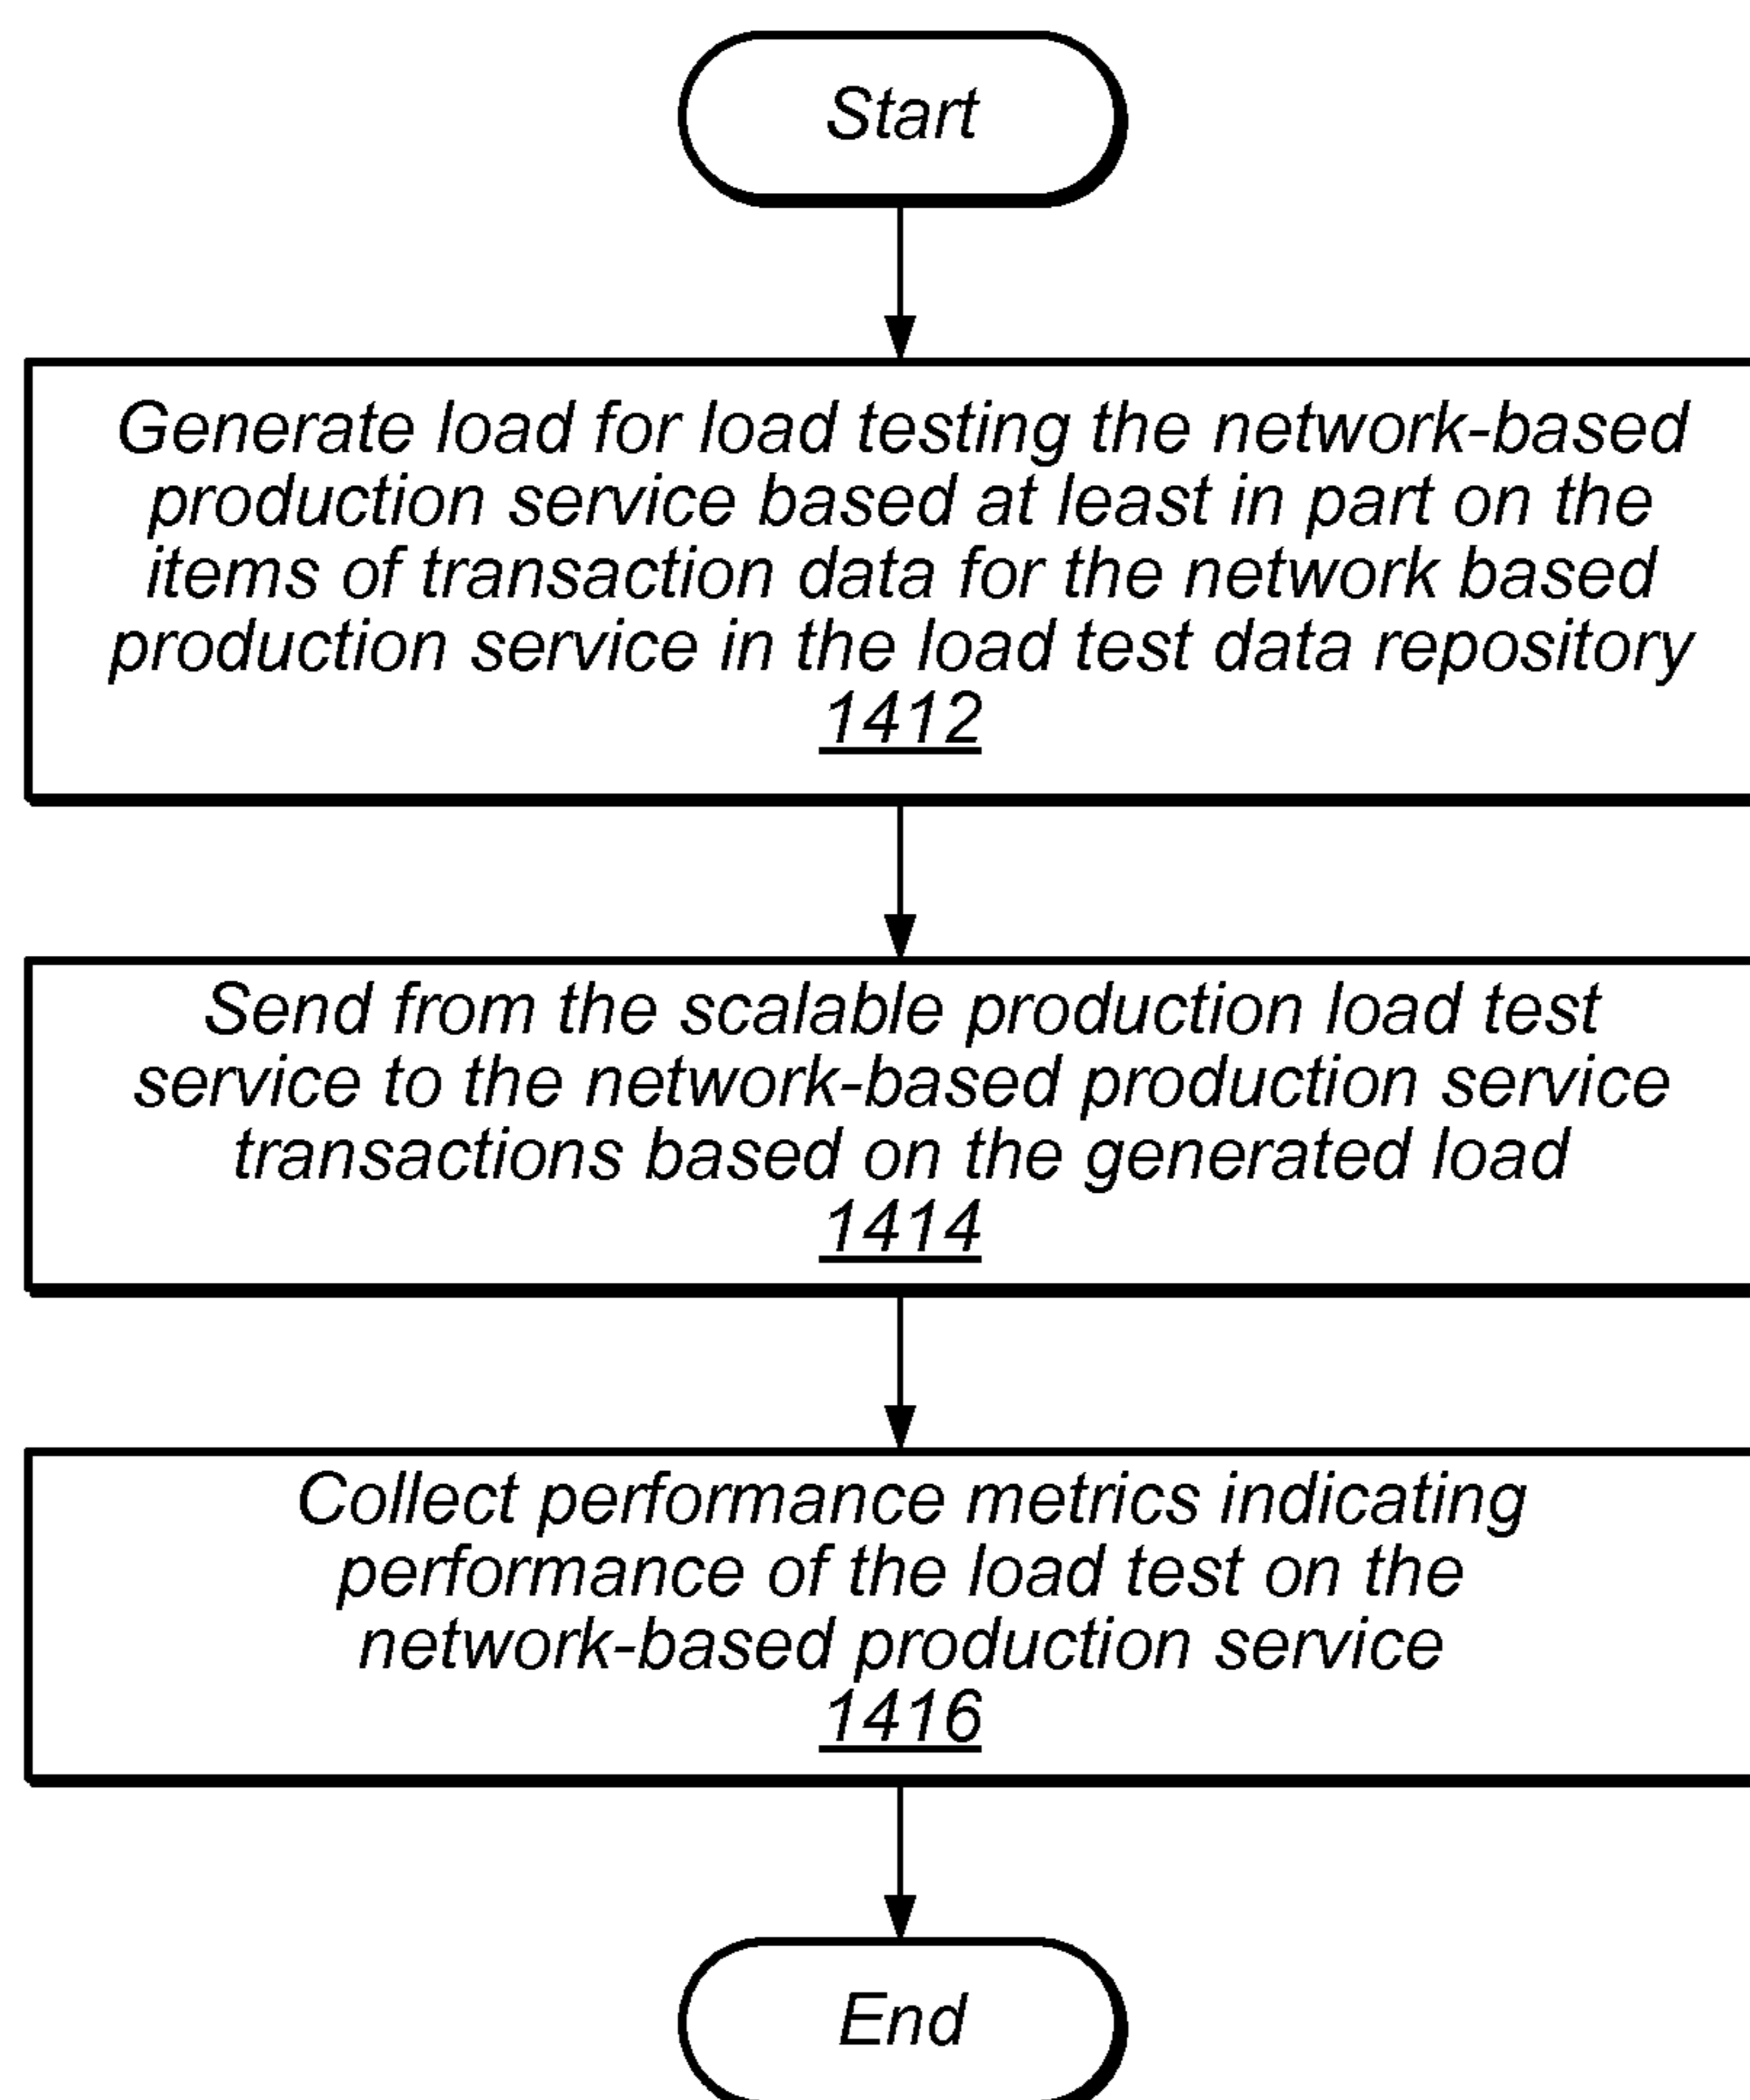 Start
Generate load for load testing the network-based
production service based at least in part on the
items of transaction data for the network based
production service in the load test data repository
1412
Send from the scalable production load test
service to the network-based production service
transactions based on the generated load
1414
Collect performance metrics indicating
performance of the load test on the
network-based production service
1416
End